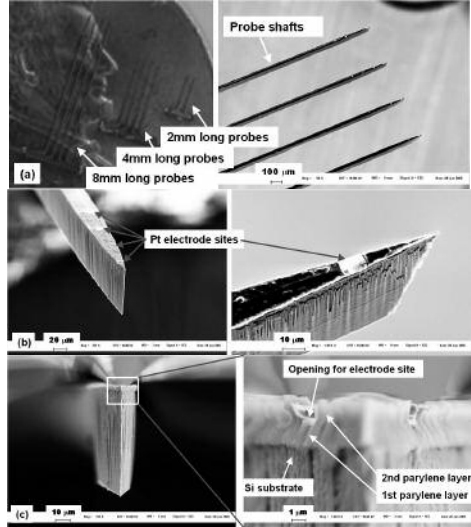 Probe shafts
2mm long probes
4mm long probes
8mm long probes
(a)
100 µm
Pt electrode sites
(b)
20 µm
10 µm
Opening for electrode site
2nd parylene layer
1st parylene layer
Si substrate
(c)
10 µm
1 µm